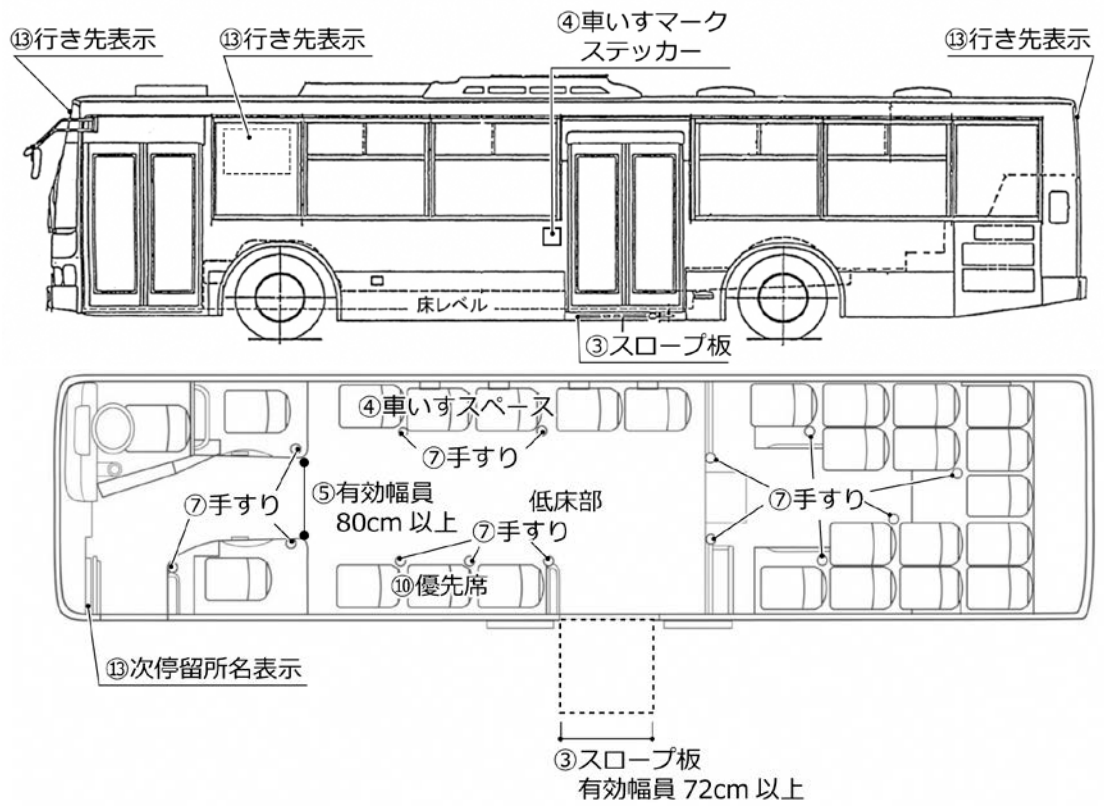 ⑬行き先表示
⑬行き先表示
④車いすマーク
ステッカー
⑬行き先表示
床レベル
③スロープ板
④車いすスペース
⑦手すり
⑦手すり
⑤有効幅員
80cm 以上
低床部
⑦手すり
⑦手すり
⑩優先席
⑬次停留所名表示
③スロープ板
有効幅員 72cm 以上